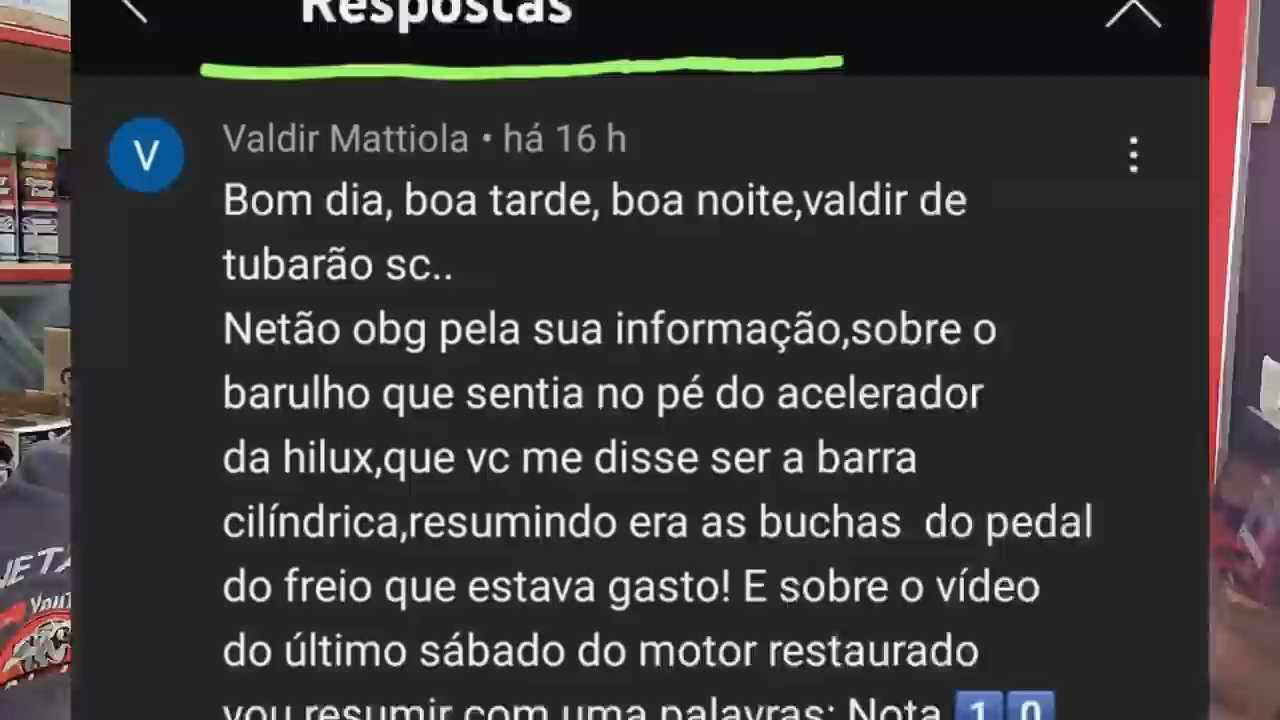 Respostas
V
Valdir Mattiola • há 16 h
Bom dia, boa tarde, boa noite,valdir de
tubarão sc..
Netão obg pela sua informação,sobre o
barulho que sentia no pé do acelerador
da hilux,que vc me disse ser a barra
cilíndrica,resumindo era as buchas  do pedal
do freio que estava gasto! E sobre o vídeo
do último sábado do motor restaurado
vou resumir com uma palavras: Nota 1️⃣0️⃣